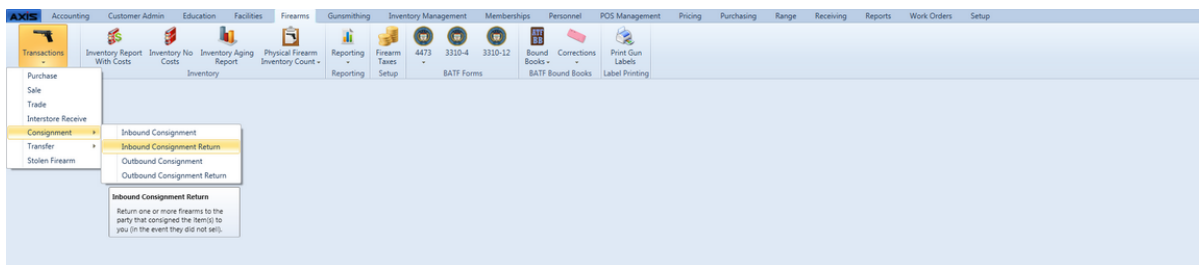 AXIS Accounting Customer Admin Education Facilities Firearms Gunsmithing Inventory Management Memberships Personnel POS Management Pricing Purchasing Range Receiving Reports Work Orders Setup
Transactions
Inventory Report With Costs
Inventory No Costs
Inventory Aging Report
Physical Firearm Inventory Count
Reporting
Firearm Taxes
4473
3310-4
3310-12
ATF
BB
Bound Books
Corrections
Print Gun Labels
Inventory
Reporting
Setup
BATF Forms
BATF Bound Books
Label Printing
Purchase
Sale
Trade
Interstore Receive
Consignment
Transfer
Stolen Firearm
Inbound Consignment
Inbound Consignment Return
Outbound Consignment
Outbound Consignment Return
Inbound Consignment Return
Return one or more firearms to the
party that consigned the item(s) to
you (in the event they did not sell).